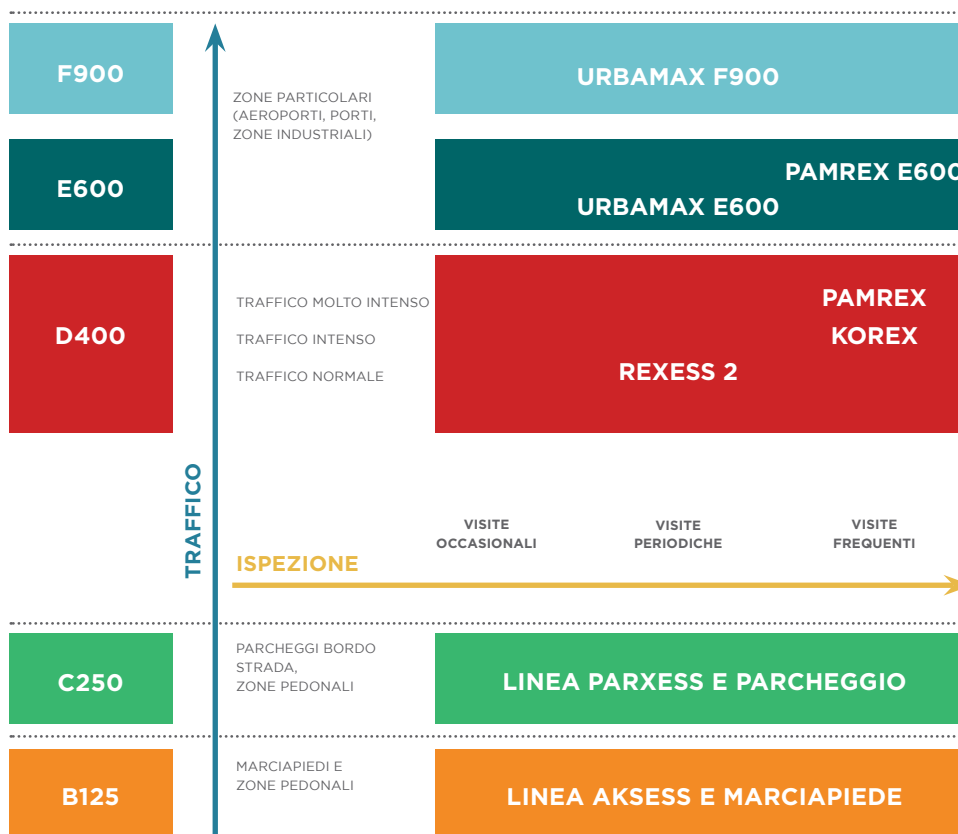 F900
ZONE PARTICOLARI
(AEROPORTI, PORTI,
ZONE INDUSTRIALI)
URBAMAX F900
E600
PAMREX E600
URBAMAX E600
D400
TRAFFICO MOLTO INTENSO
TRAFFICO INTENSO
TRAFFICO NORMALE
PAMREX
KOREX
REXESS 2
TRAFFICO
ISPEZIONE
VISITE
OCCASIONALI
VISITE
PERIODICHE
VISITE
FREQUENTI
C250
PARCHEGGI BORDO
STRADA,
ZONE PEDONALI
LINEA PARXESS E PARCHEGGIO
B125
MARCIAPIEDI E
ZONE PEDONALI
LINEA AKSESS E MARCIAPIEDE